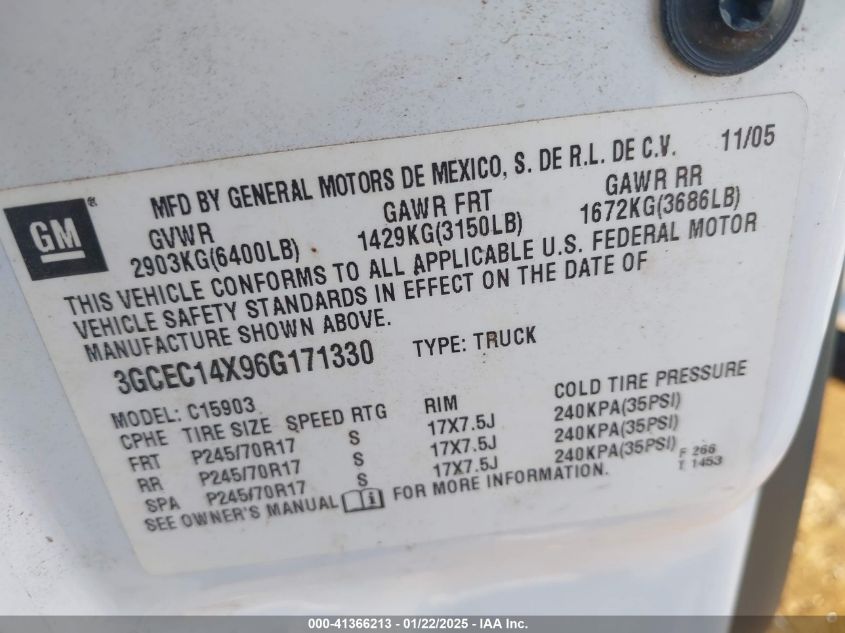 MFD BY GENERAL MOTORS DE MEXICO, S. DE R.L. DE C.V. 11/05
GM®
GVWR GAWR FRT GAWR RR
2903KG(6400LB) 1429KG(3150LB) 1672KG(3686LB)
THIS VEHICLE CONFORMS TO ALL APPLICABLE U.S. FEDERAL MOTOR
VEHICLE SAFETY STANDARDS IN EFFECT ON THE DATE OF
MANUFACTURE SHOWN ABOVE.
3GCEC14X96G171330 TYPE: TRUCK
MODEL: C15903
CPHE TIRE SIZE SPEED RTG RIM COLD TIRE PRESSURE
FRT P245/70R17 S 17X7.5J 240KPA(35PSI)
RR P245/70R17 S 17X7.5J 240KPA(35PSI)
SPA P245/70R17 S 17X7.5J 240KPA(35PSI)
SEE OWNER'S MANUAL FOR MORE INFORMATION.
F 266
T 1453
000-41366213 - 01/22/2025 - IAA Inc.